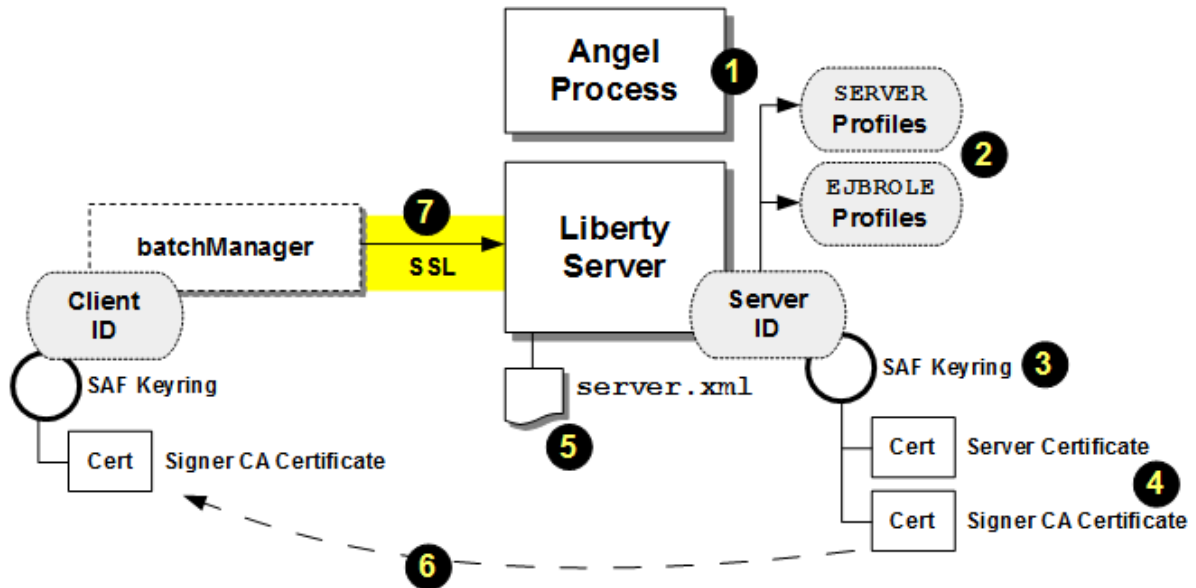 Angel
Process
1
SERVER
Profiles
2
EJBROLE
Profiles
7
batchManager
SSL
Liberty
Server
Client
ID
Server
ID
SAF Keyring
server.xml
SAF Keyring
3
5
Cert
Signer CA Certificate
Cert
Server Certificate
4
Cert
Signer CA Certificate
6